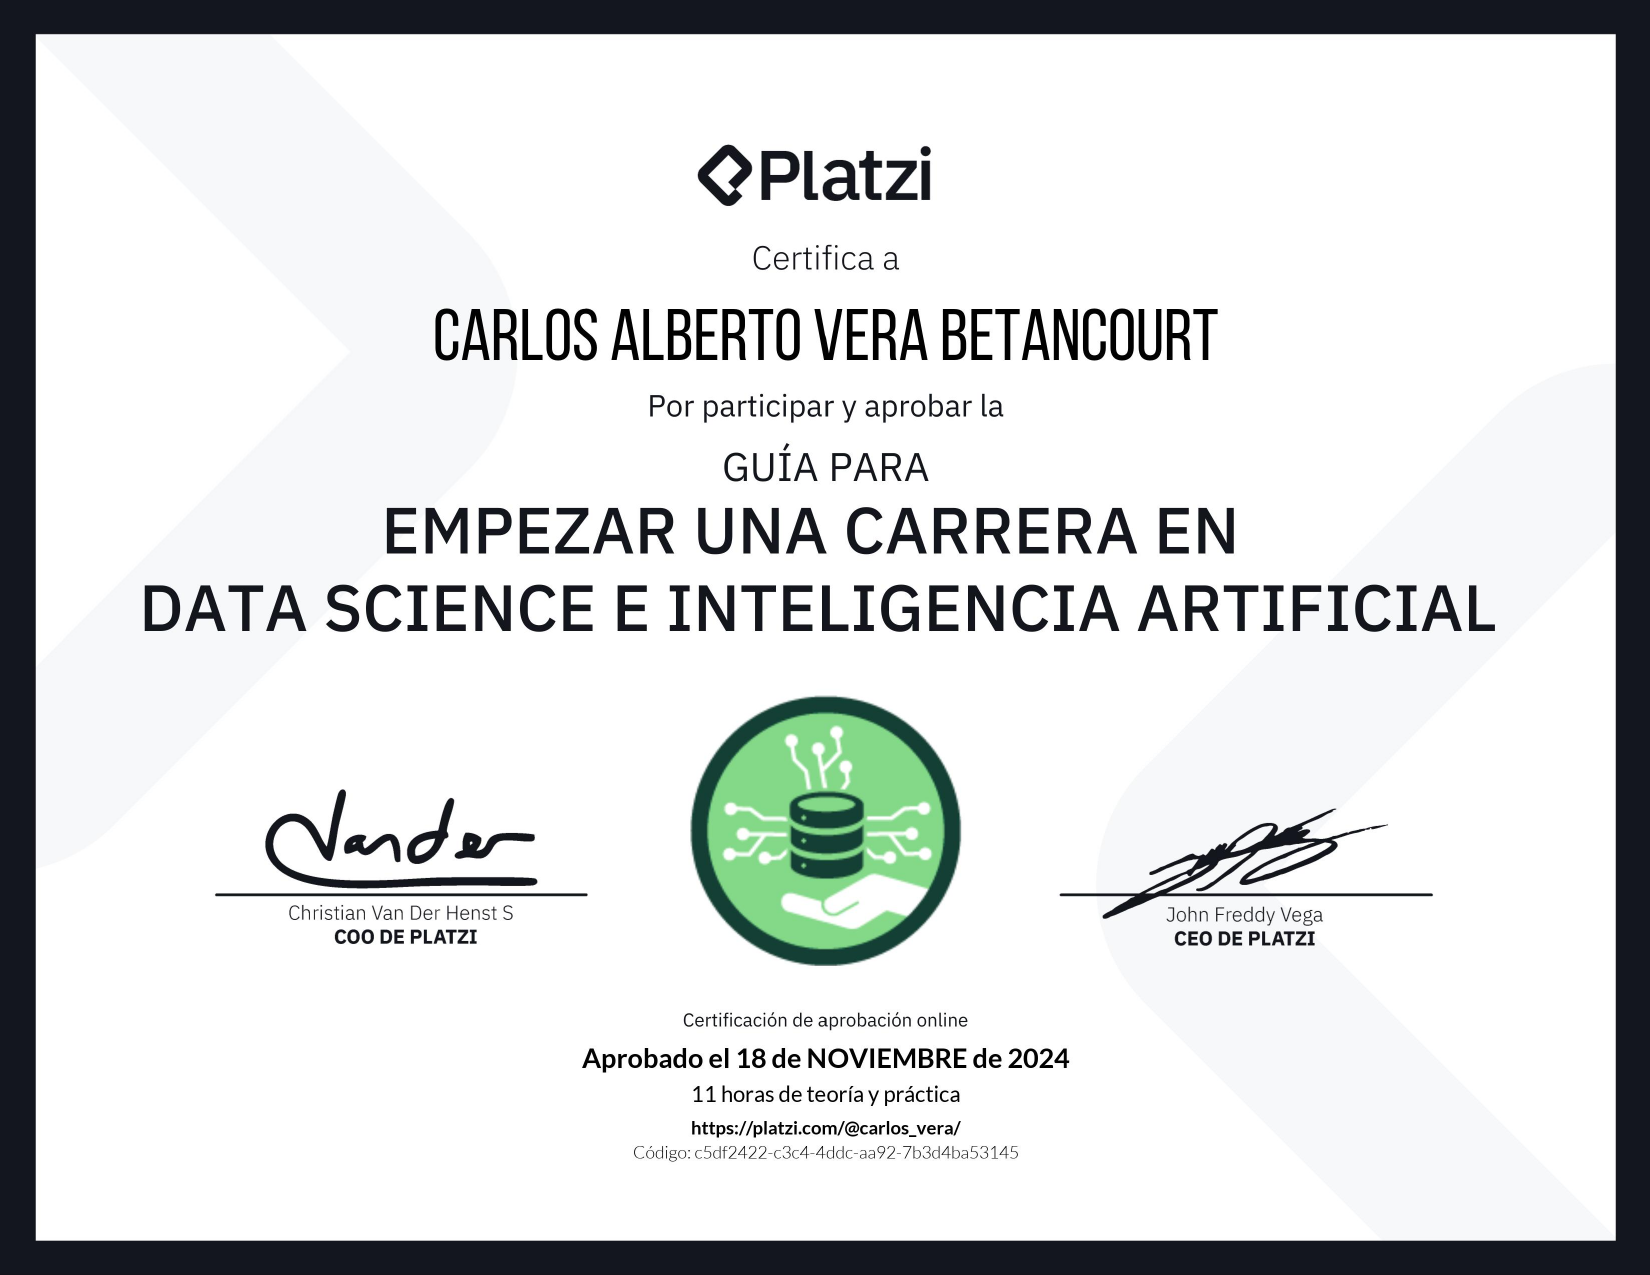 Platzi
Certifica a
CARLOS ALBERTO VERA BETANCOURT
Por participar y aprobar la
GUÍA PARA
EMPEZAR UNA CARRERA EN
DATA SCIENCE E INTELIGENCIA ARTIFICIAL
Vander
Christian Van Der Henst S
COO DE PLATZI
John Freddy Vega
CEO DE PLATZI
Certificación de aprobación online
Aprobado el 18 de NOVIEMBRE de 2024
11 horas de teoría y práctica
https://platzi.com/@carlos_vera/
Código: c5df2422-c3c4-4ddc-aa92-7b3d4ba53145